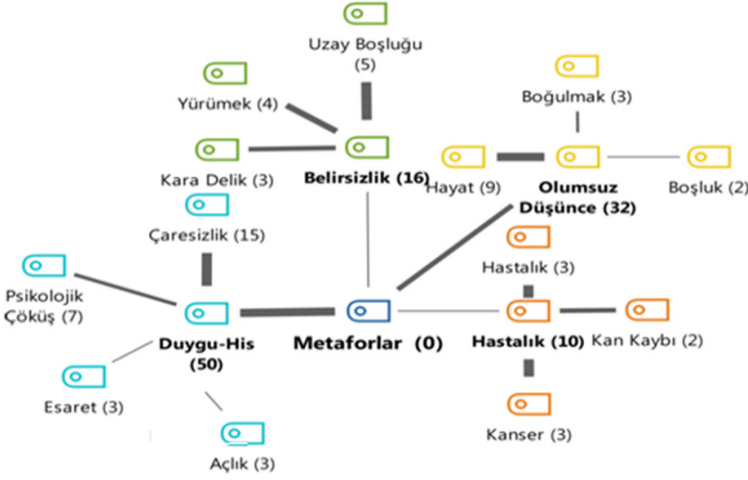 Uzay Boşluğu
(5)
Yürümek (4)
Boğulmak (3)
Kara Delik (3)
Belirsizlik (16)
Hayat (9)
Olumsuz
Düşünce (32)
Boşluk (2)
Çaresizlik (15)
Hastalık (3)
Psikolojik
Çöküş (7)
Duygu-His
(50)
Metaforlar (0)
Hastalık (10)
Kan Kaybı (2)
Esaret (3)
Kanser (3)
Açlık (3)